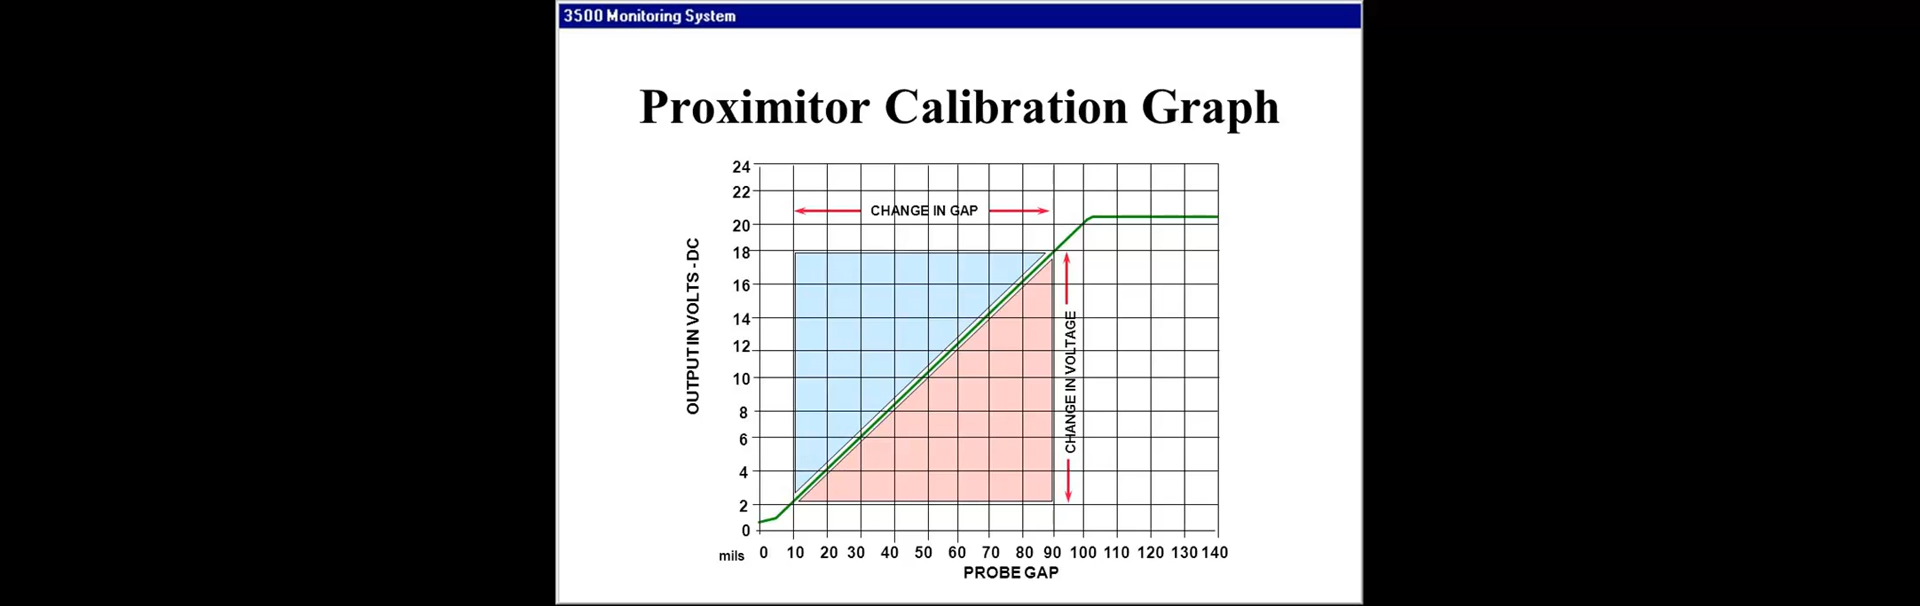 3500 Monitoring System
Proximitor Calibration Graph
24
22
20
18
16
14
12
10
8
6
4
2
0
OUTPUT IN VOLTS - DC
CHANGE IN GAP
CHANGE IN VOLTAGE
mils 0 10 20 30 40 50 60 70 80 90 100 110 120 130 140
PROBE GAP